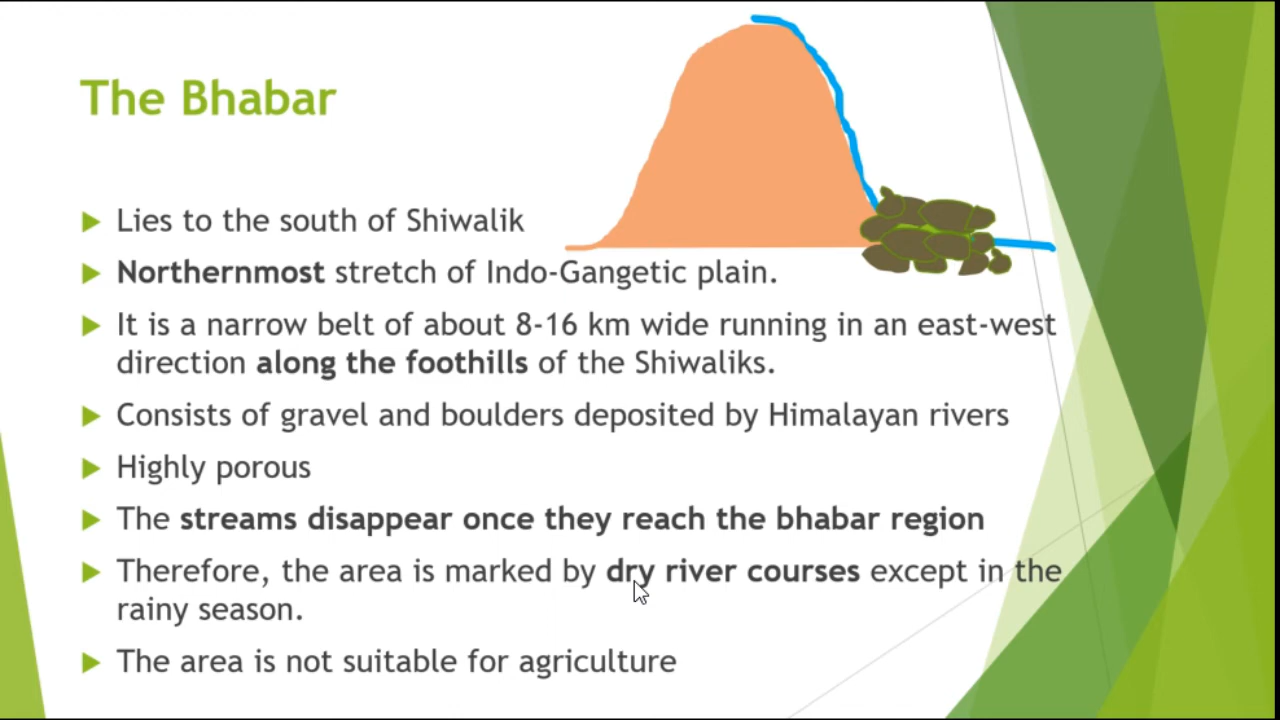 The Bhabar
Lies to the south of Shiwalik
Northernmost stretch of Indo-Gangetic plain.
It is a narrow belt of about 8-16 km wide running in an east-west
direction along the foothills of the Shiwaliks.
Consists of gravel and boulders deposited by Himalayan rivers
Highly porous
The streams disappear once they reach the bhabar region
Therefore, the area is marked by dry river courses except in the
rainy season.
The area is not suitable for agriculture